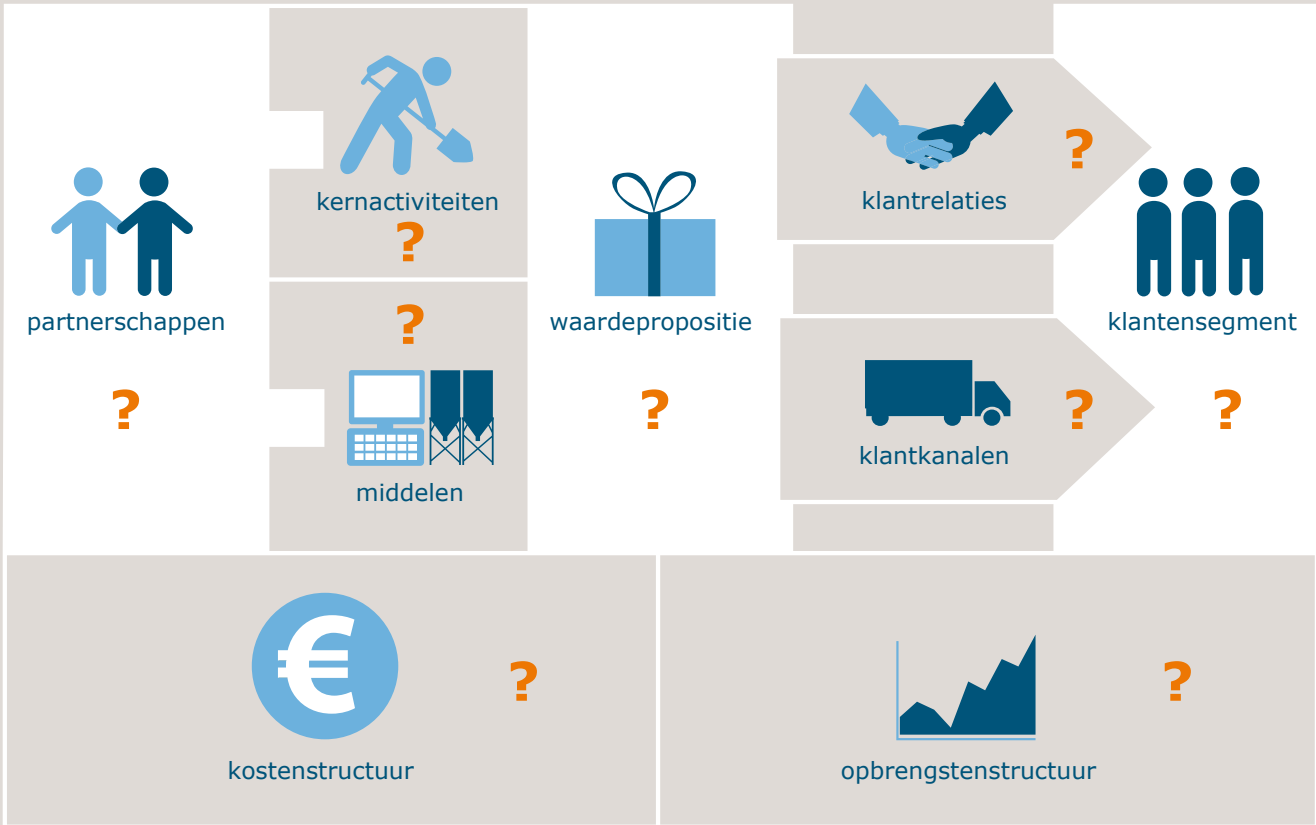 partnerschappen
?
kernactiviteiten
?
?
middelen
waardepropositie
?
klantrelaties
?
klantkanalen
?
klantensegment
?
kostenstructuur
?
opbrengstenstructuur
?